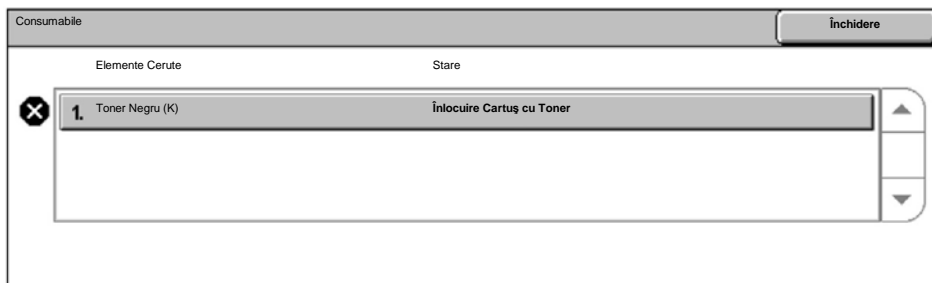 Consumabile
Închidere
Elemente Cerute Stare
1. Toner Negru (K) Înlocuire Cartuş cu Toner